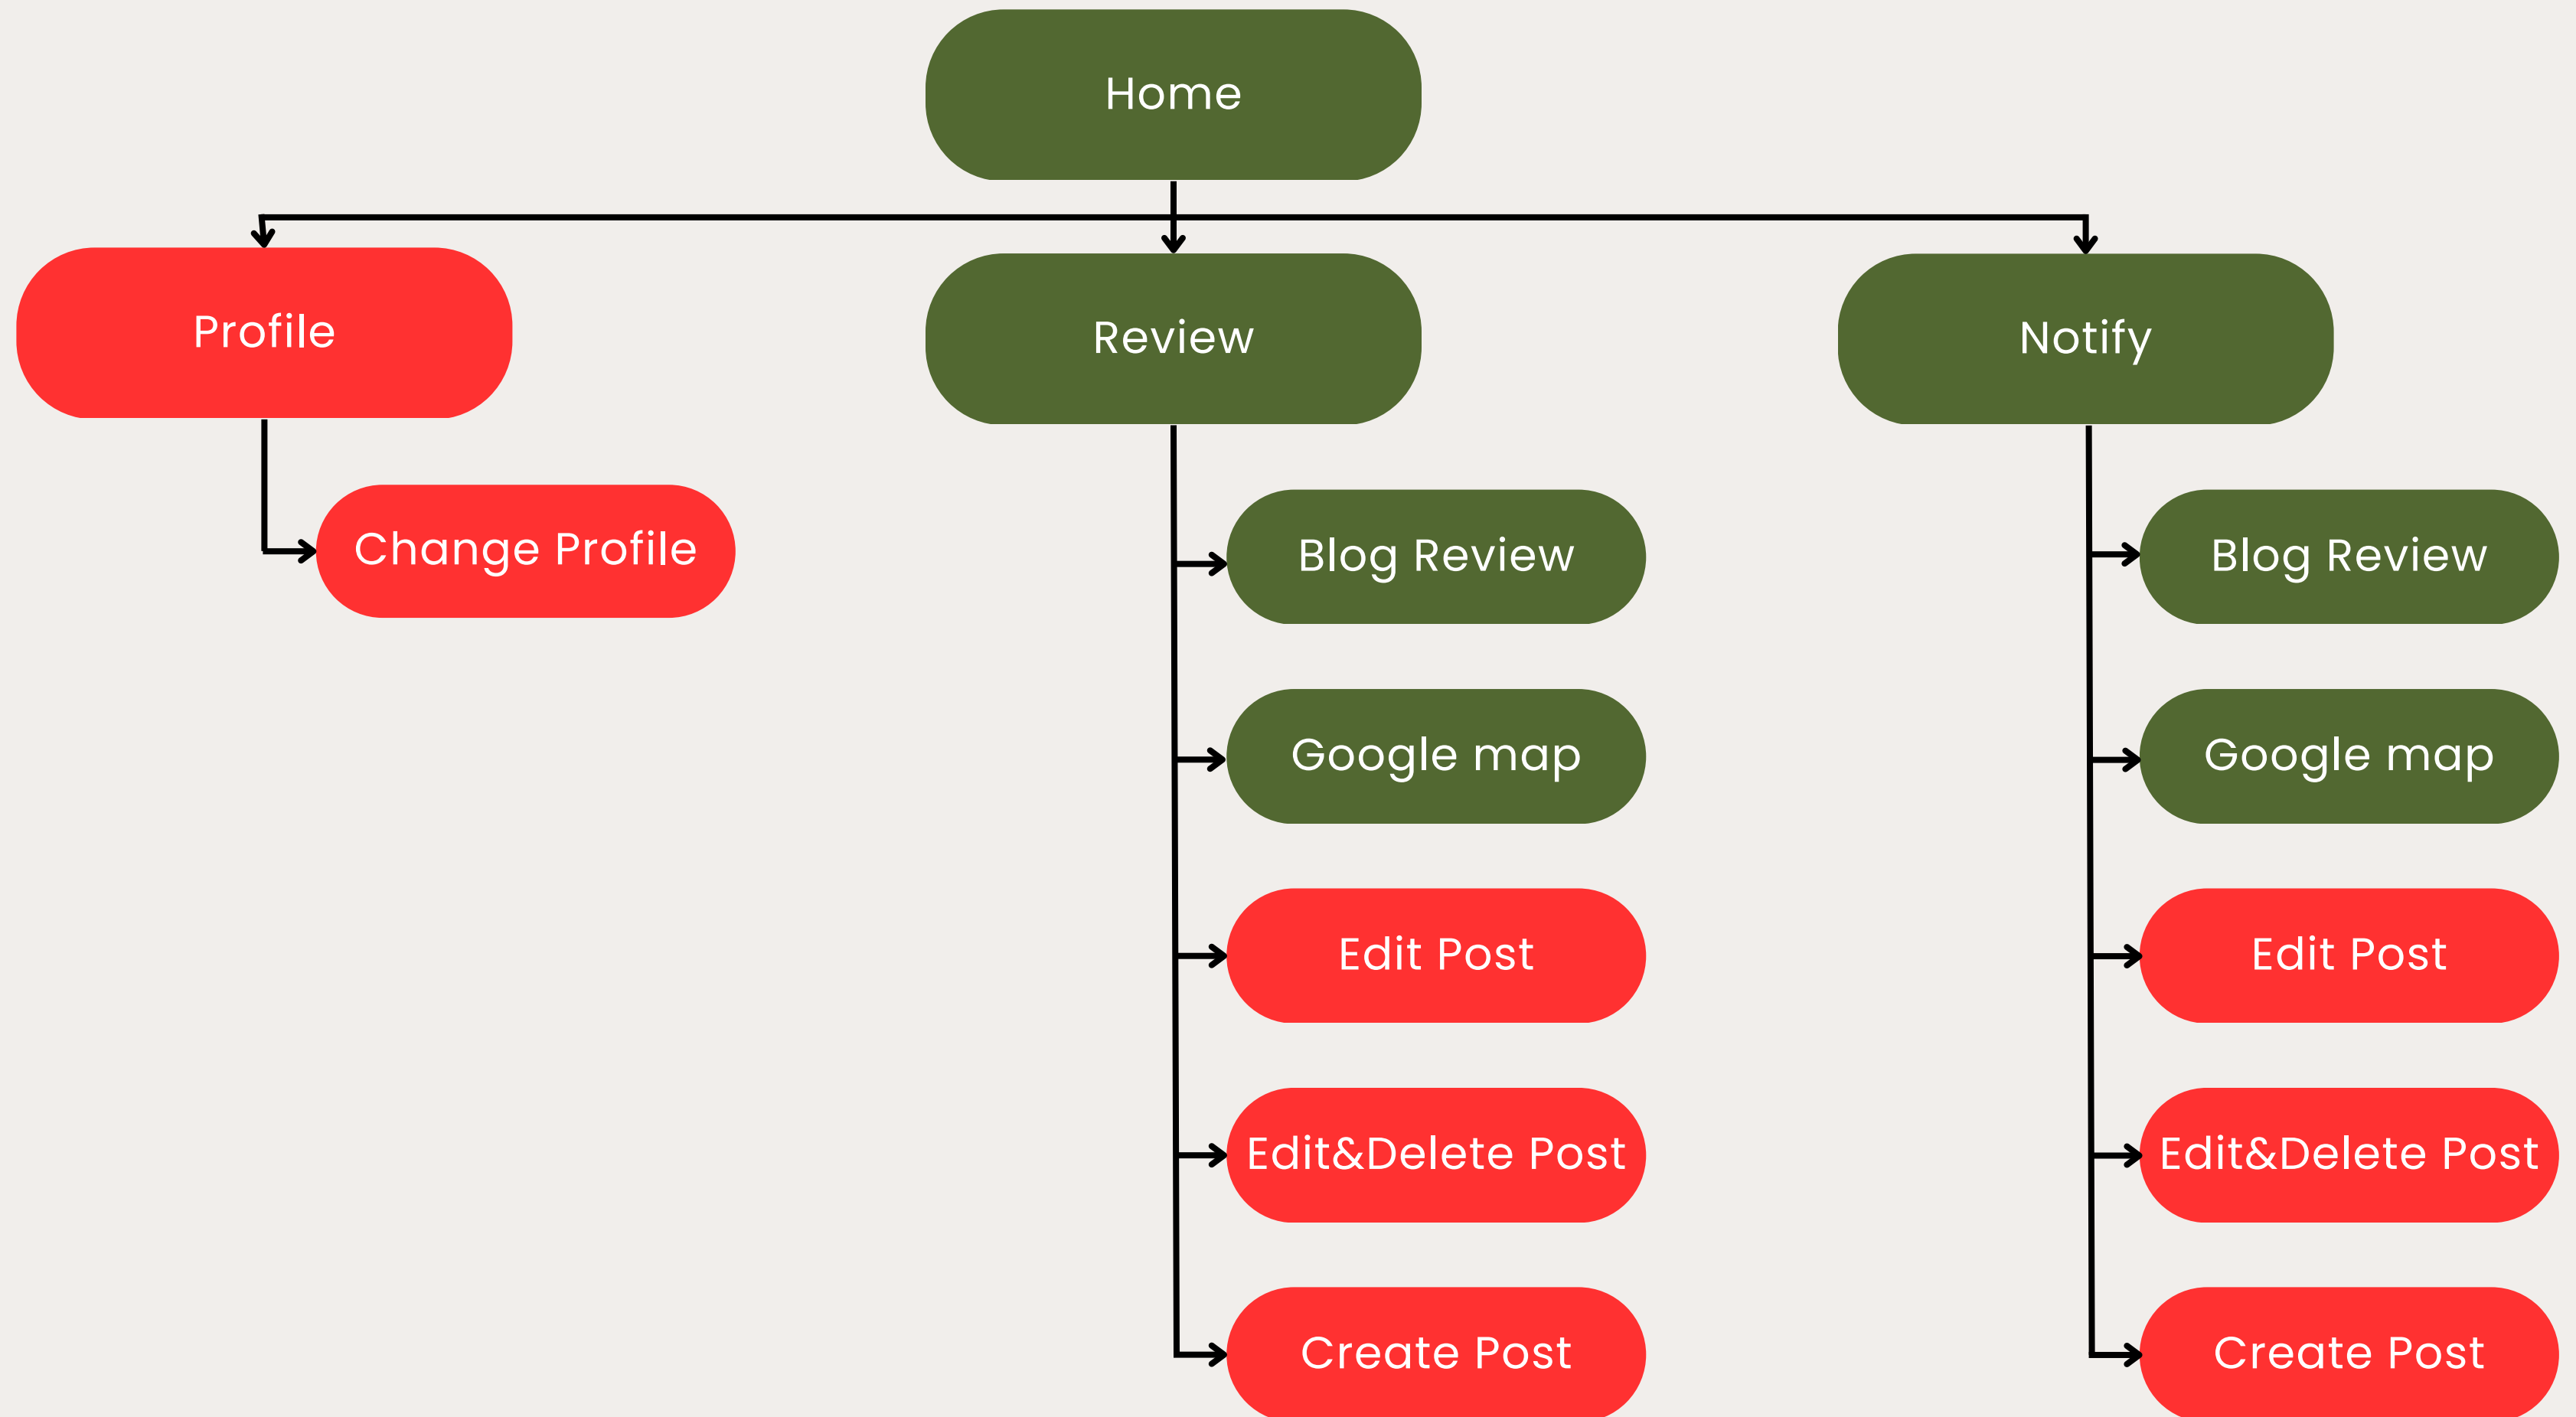 Home
Profile
Review
Notify
Change Profile
Blog Review
Google map
Edit Post
Edit&Delete Post
Create Post
Blog Review
Google map
Edit Post
Edit&Delete Post
Create Post